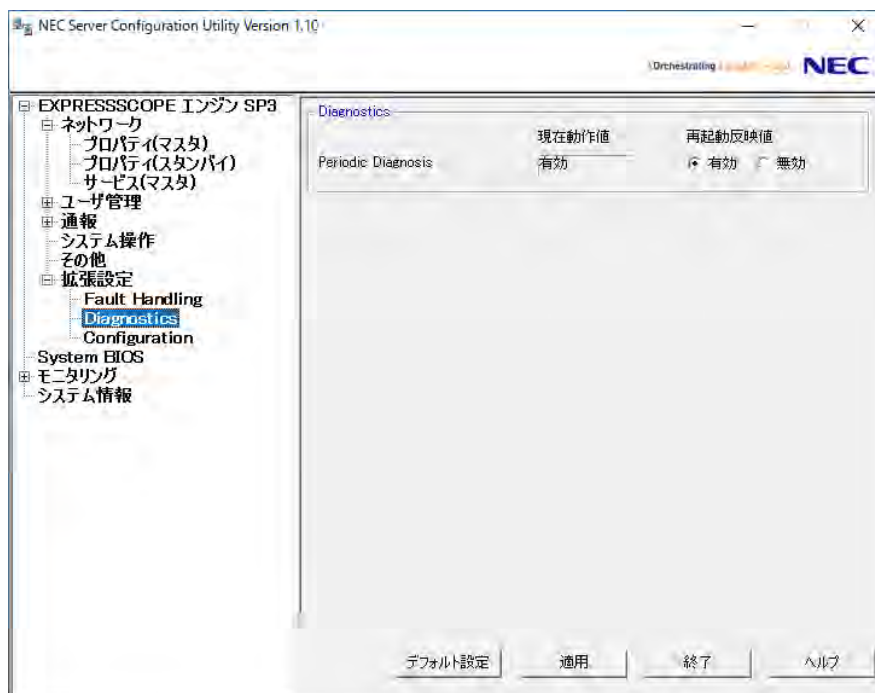 NEC Server Configuration Utility Version 1.10
Orchestrating
NEC
EXPRESSSCOPE エンジン SP3
ネットワーク
プロパティ(マスタ)
プロパティ(スタンバイ)
サービス(マスタ)
ユーザ管理
通報
システム操作
その他
拡張設定
Fault Handling
Diagnostics
Configuration
System BIOS
モニタリング
システム情報
Diagnostics
現在動作値 再起動反映値
Periodic Diagnosis 有効 有効 無効
デフォルト設定 適用 終了 ヘルプ